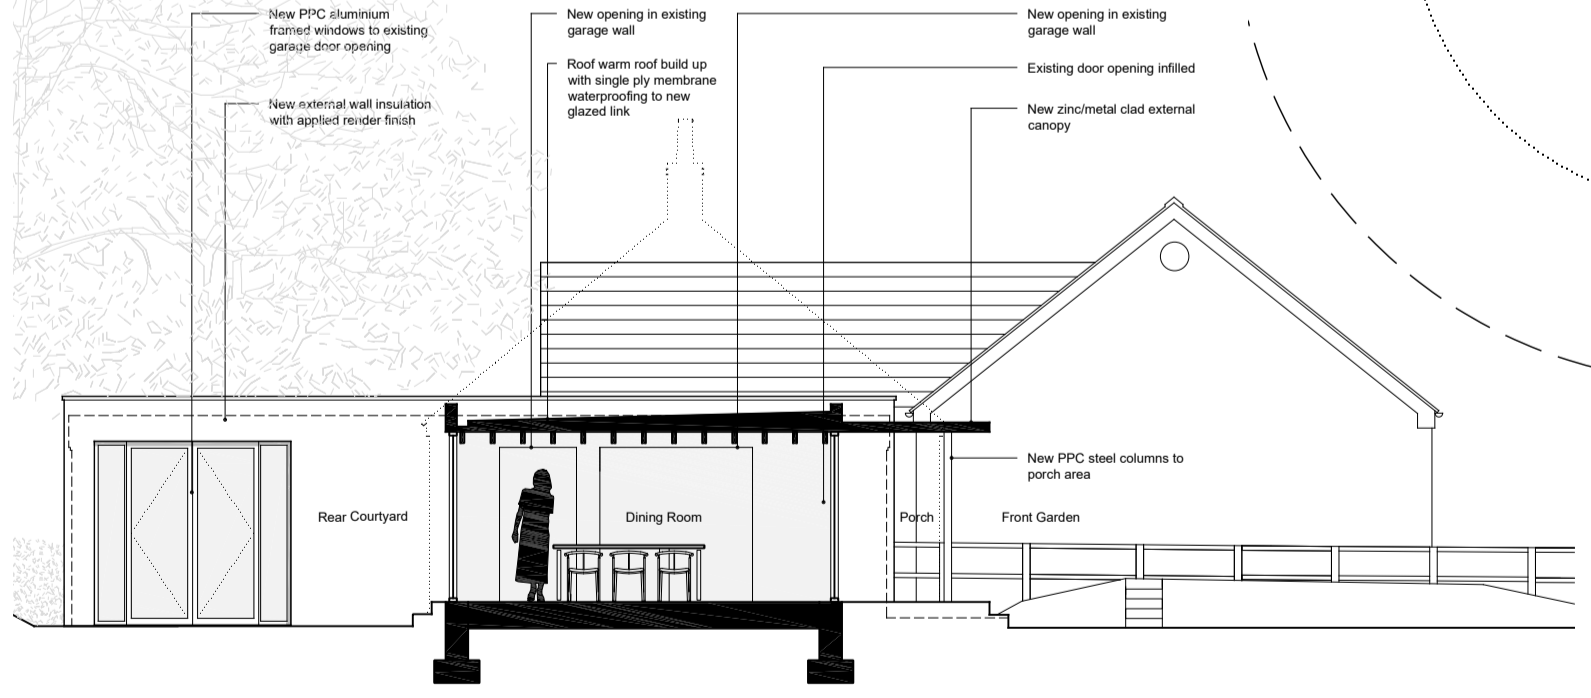 New PPC aluminium
framed windows to existing
garage door opening
New external wall insulation
with applied render finish
New opening in existing
garage wall
Roof warm roof build up
with single ply membrane
waterproofing to new
glazed link
New opening in existing
garage wall
Existing door opening infilled
New zinc/metal clad external
canopy
New PPC steel columns to
porch area
Rear Courtyard
Dining Room
Porch
Front Garden